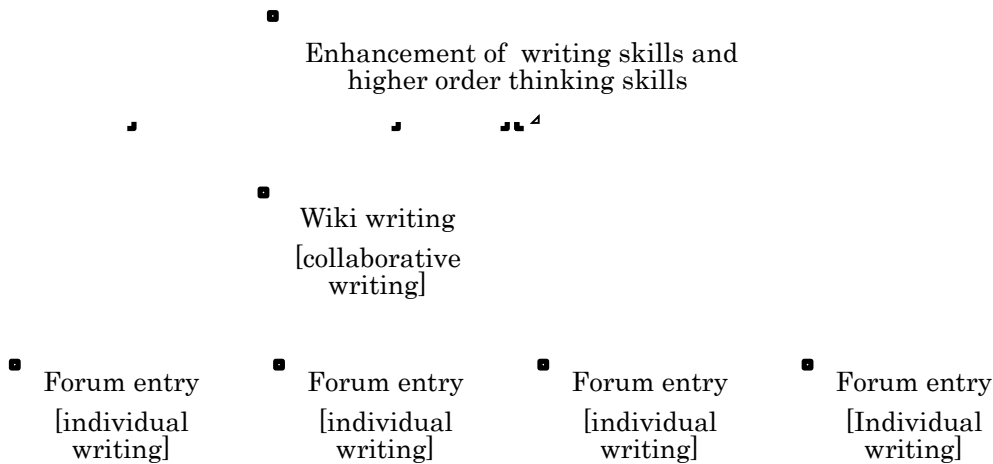 Enhancement of writing skills and
higher order thinking skills
Wiki writing
[collaborative
writing]
Forum entry
[individual
writing]
Forum entry
[individual
writing]
Forum entry
[individual
writing]
Forum entry
[Individual
writing]